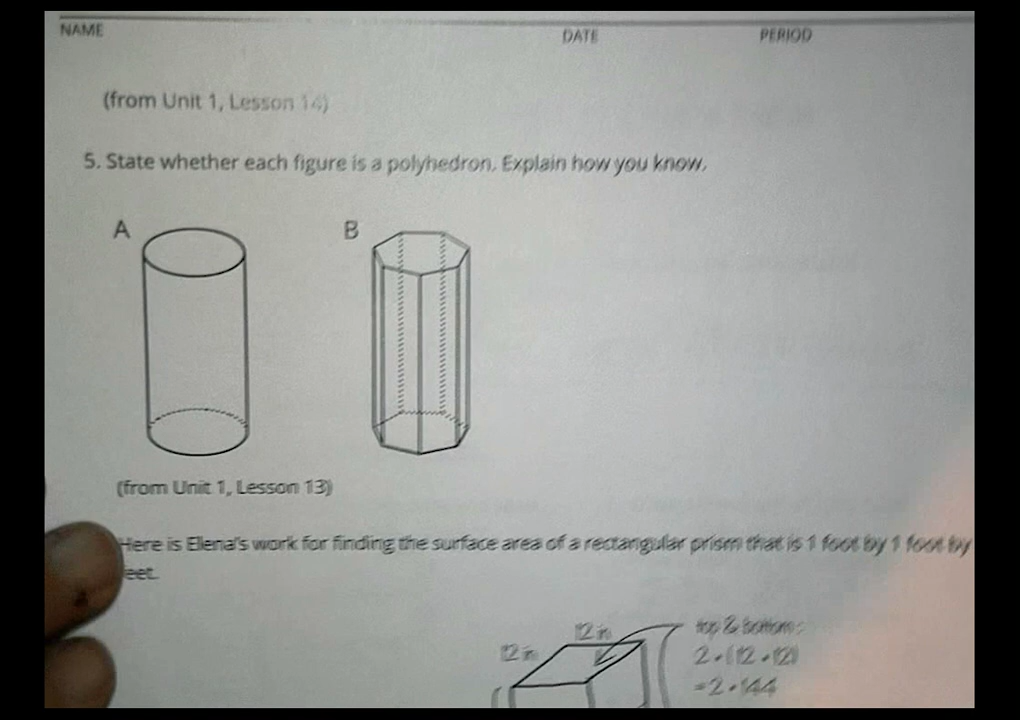 NAME DATE PERIOD
(from Unit 1, Lesson 14)
5. State whether each figure is a polyhedron. Explain how you know.
A B
(from Unit 1, Lesson 13)
Here is Elena's work for finding the surface area of a rectangular prism that is 1 foot by 1 foot by
eet.
12 in top & bottom:
12 in 2 • (12 • 12)
= 2 • 144